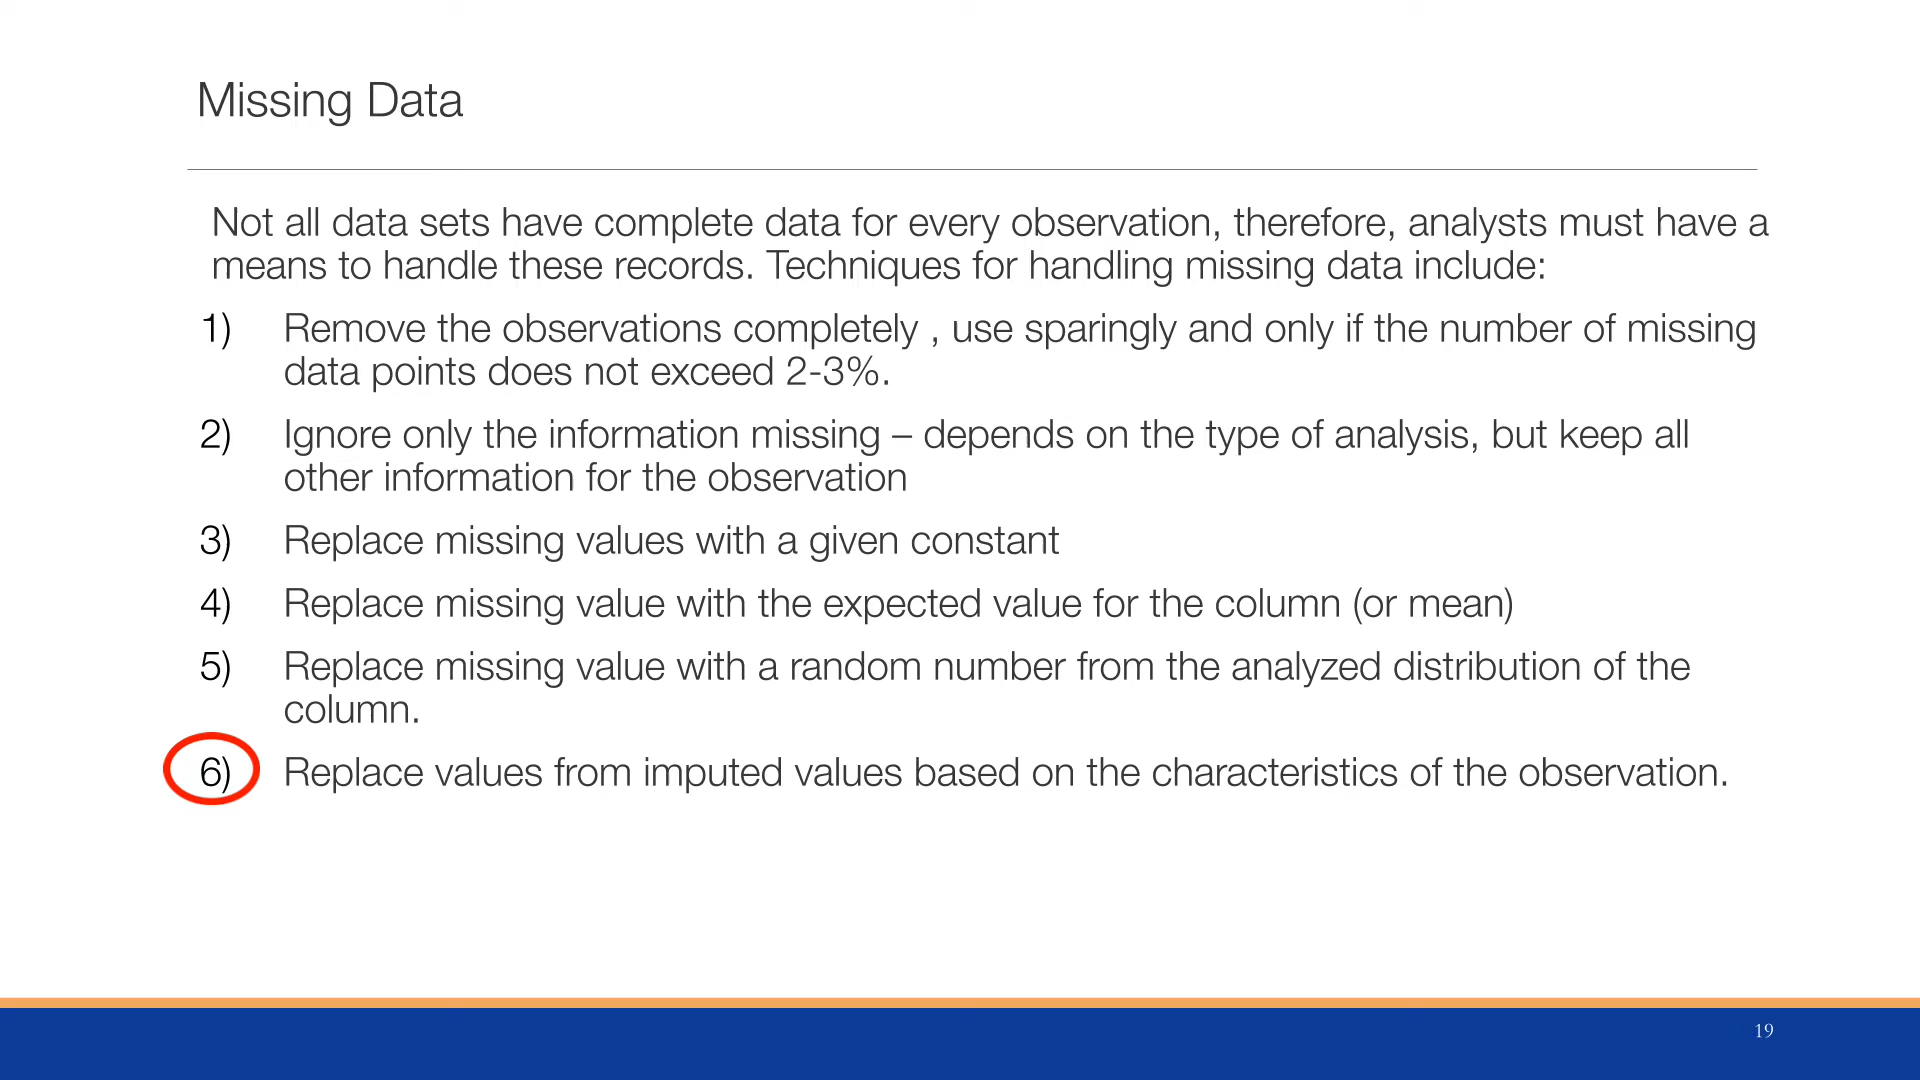 Missing Data
Not all data sets have complete data for every observation, therefore, analysts must have a
means to handle these records. Techniques for handling missing data include:
1) Remove the observations completely , use sparingly and only if the number of missing
data points does not exceed 2-3%.
2) Ignore only the information missing – depends on the type of analysis, but keep all
other information for the observation
3) Replace missing values with a given constant
4) Replace missing value with the expected value for the column (or mean)
5) Replace missing value with a random number from the analyzed distribution of the
column.
6) Replace values from imputed values based on the characteristics of the observation.
19